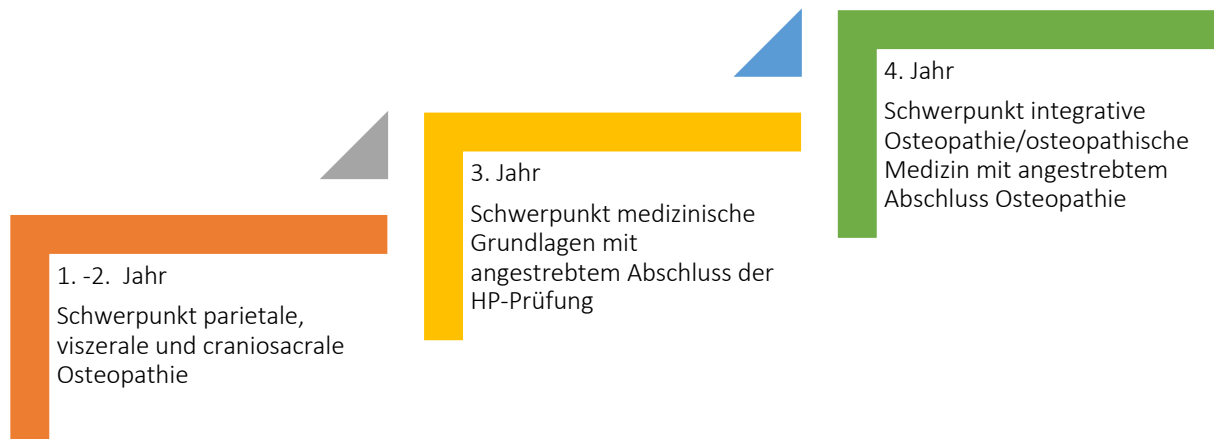 1. -2. Jahr
Schwerpunkt parietale,
viszerale und craniosacrale
Osteopathie
3. Jahr
Schwerpunkt medizinische
Grundlagen mit
angestrebtem Abschluss der
HP-Prüfung
4. Jahr
Schwerpunkt integrative
Osteopathie/osteopathische
Medizin mit angestrebtem
Abschluss Osteopathie